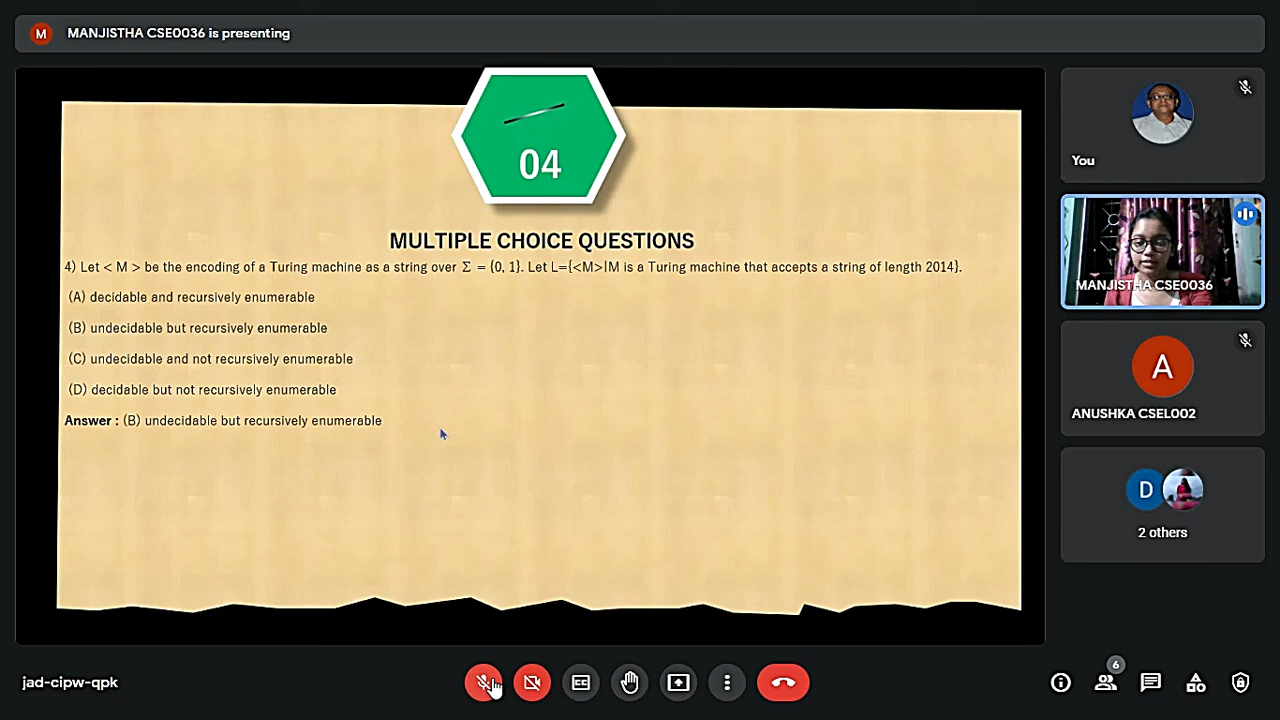 M MANJISTHA CSE0036 is presenting
04
MULTIPLE CHOICE QUESTIONS
4) Let < M > be the encoding of a Turing machine as a string over Σ = {0, 1}. Let L={<M>|M is a Turing machine that accepts a string of length 2014}.
(A) decidable and recursively enumerable
(B) undecidable but recursively enumerable
(C) undecidable and not recursively enumerable
(D) decidable but not recursively enumerable
Answer : (B) undecidable but recursively enumerable
You
MANJISTHA CSE0036
A
ANUSHKA CSEL002
D
2 others
jad-cipw-qpk
6